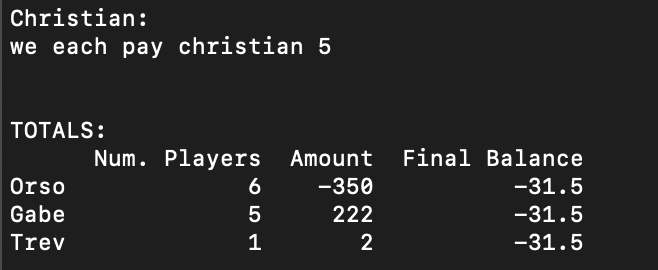 Christian:
we each pay christian 5
TOTALS:
Num. Players Amount Final Balance
Orso 6 -350 -31.5
Gabe 5 222 -31.5
Trev 1 2 -31.5